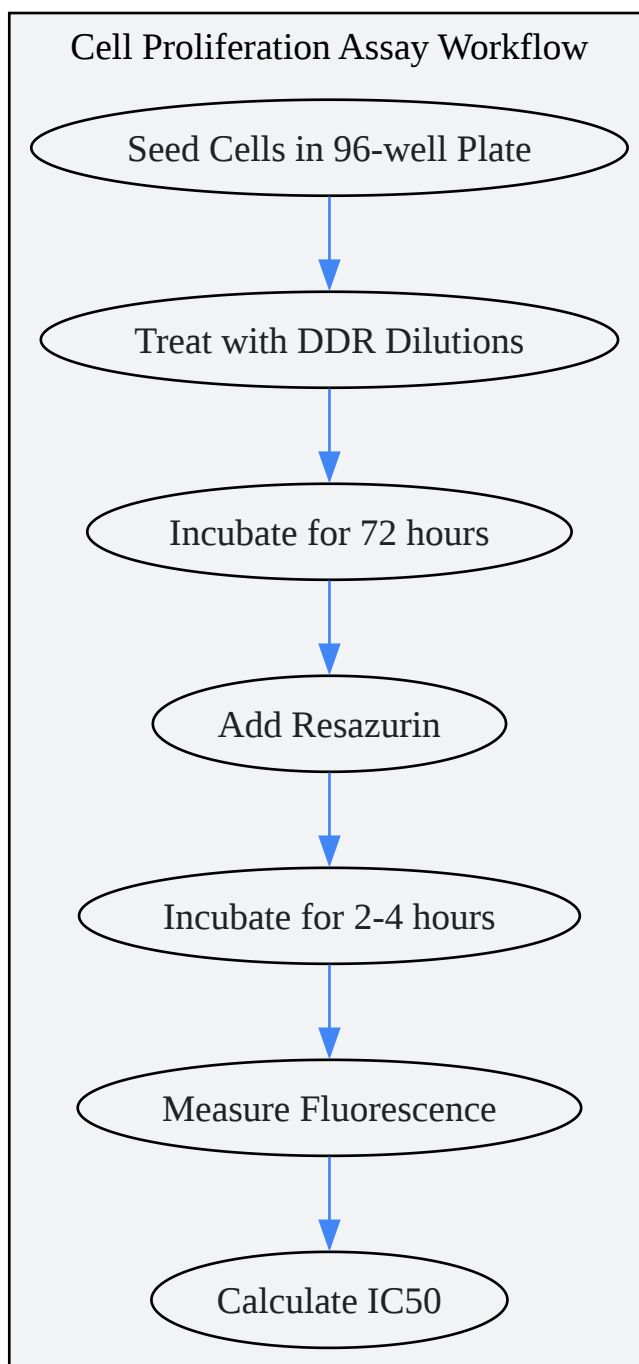 Cell Proliferation Assay Workflow
Seed Cells in 96-well Plate
Treat with DDR Dilutions
Incubate for 72 hours
Add Resazurin
Incubate for 2-4 hours
Measure Fluorescence
Calculate IC50